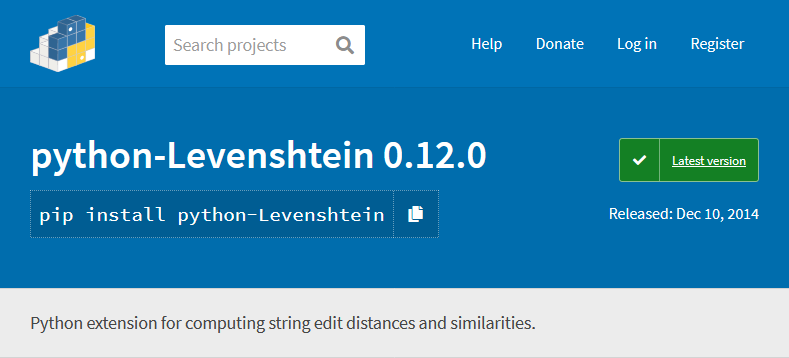 Search projects
Help
Donate
Log in
Register
python-Levenshtein 0.12.0
Latest version
pip install python-Levenshtein
Released: Dec 10, 2014
Python extension for computing string edit distances and similarities.